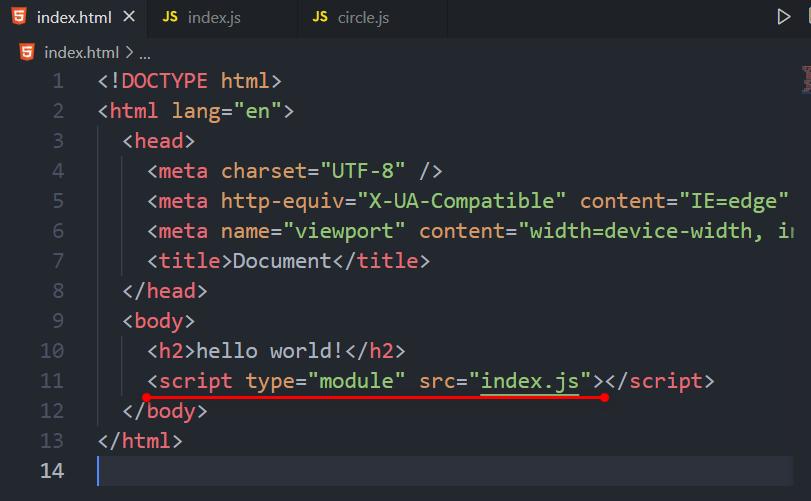 index.html × JS index.js JS circle.js
index.html > ...
1 <!DOCTYPE html>
2 <html lang="en">
3 <head>
4 <meta charset="UTF-8" />
5 <meta http-equiv="X-UA-Compatible" content="IE=edge"
6 <meta name="viewport" content="width=device-width, in
7 <title>Document</title>
8 </head>
9 <body>
10 <h2>hello world!</h2>
11 <script type="module" src="index.js"></script>
12 </body>
13 </html>
14